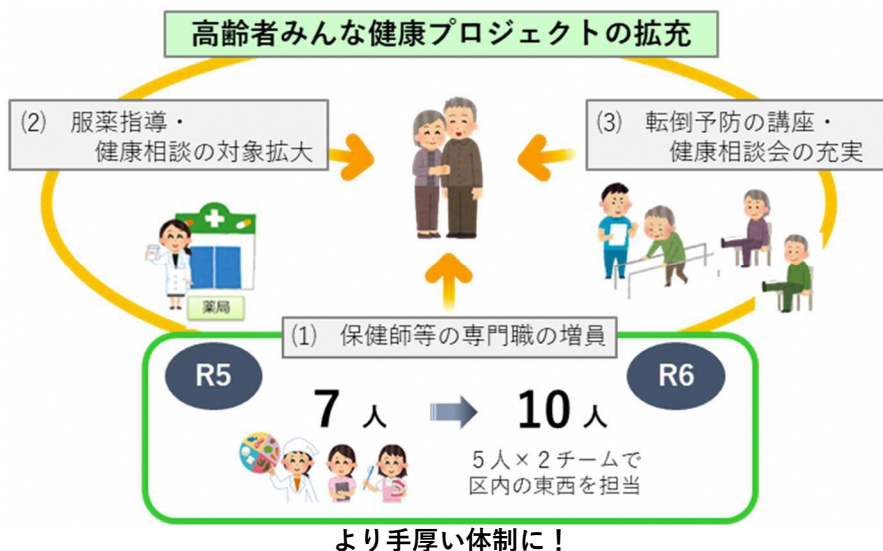 高齢者みんな健康プロジェクトの拡充
(2) 服薬指導・
健康相談の対象拡大
(3) 転倒予防の講座・
健康相談会の充実
薬局
(1) 保健師等の専門職の増員
R5
R6
7人
10人
5人×2チームで
区内の東西を担当
より手厚い体制に！